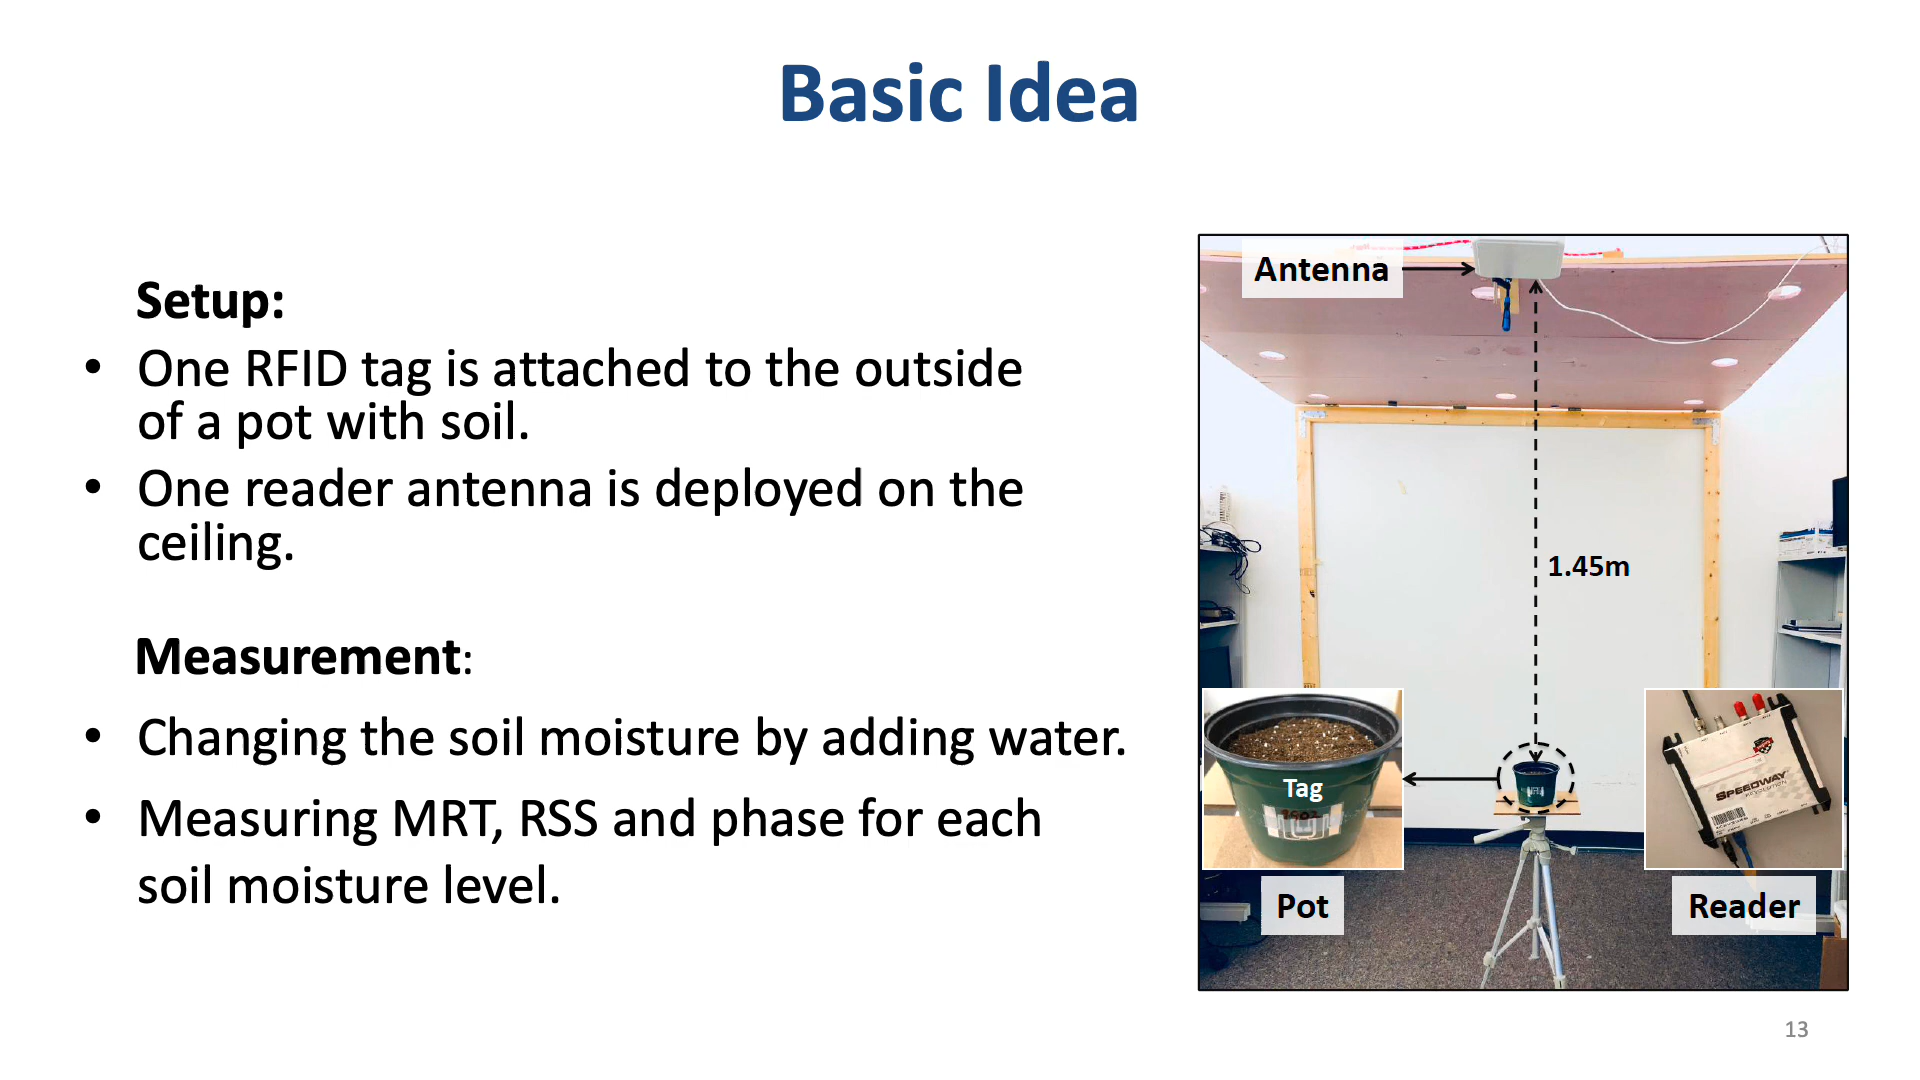 Basic Idea
Setup:
• One RFID tag is attached to the outside
of a pot with soil.
• One reader antenna is deployed on the
ceiling.
Measurement:
• Changing the soil moisture by adding water.
• Measuring MRT, RSS and phase for each
soil moisture level.
Antenna
1.45m
Tag
Pot
SPEEDWAY
Reader
13